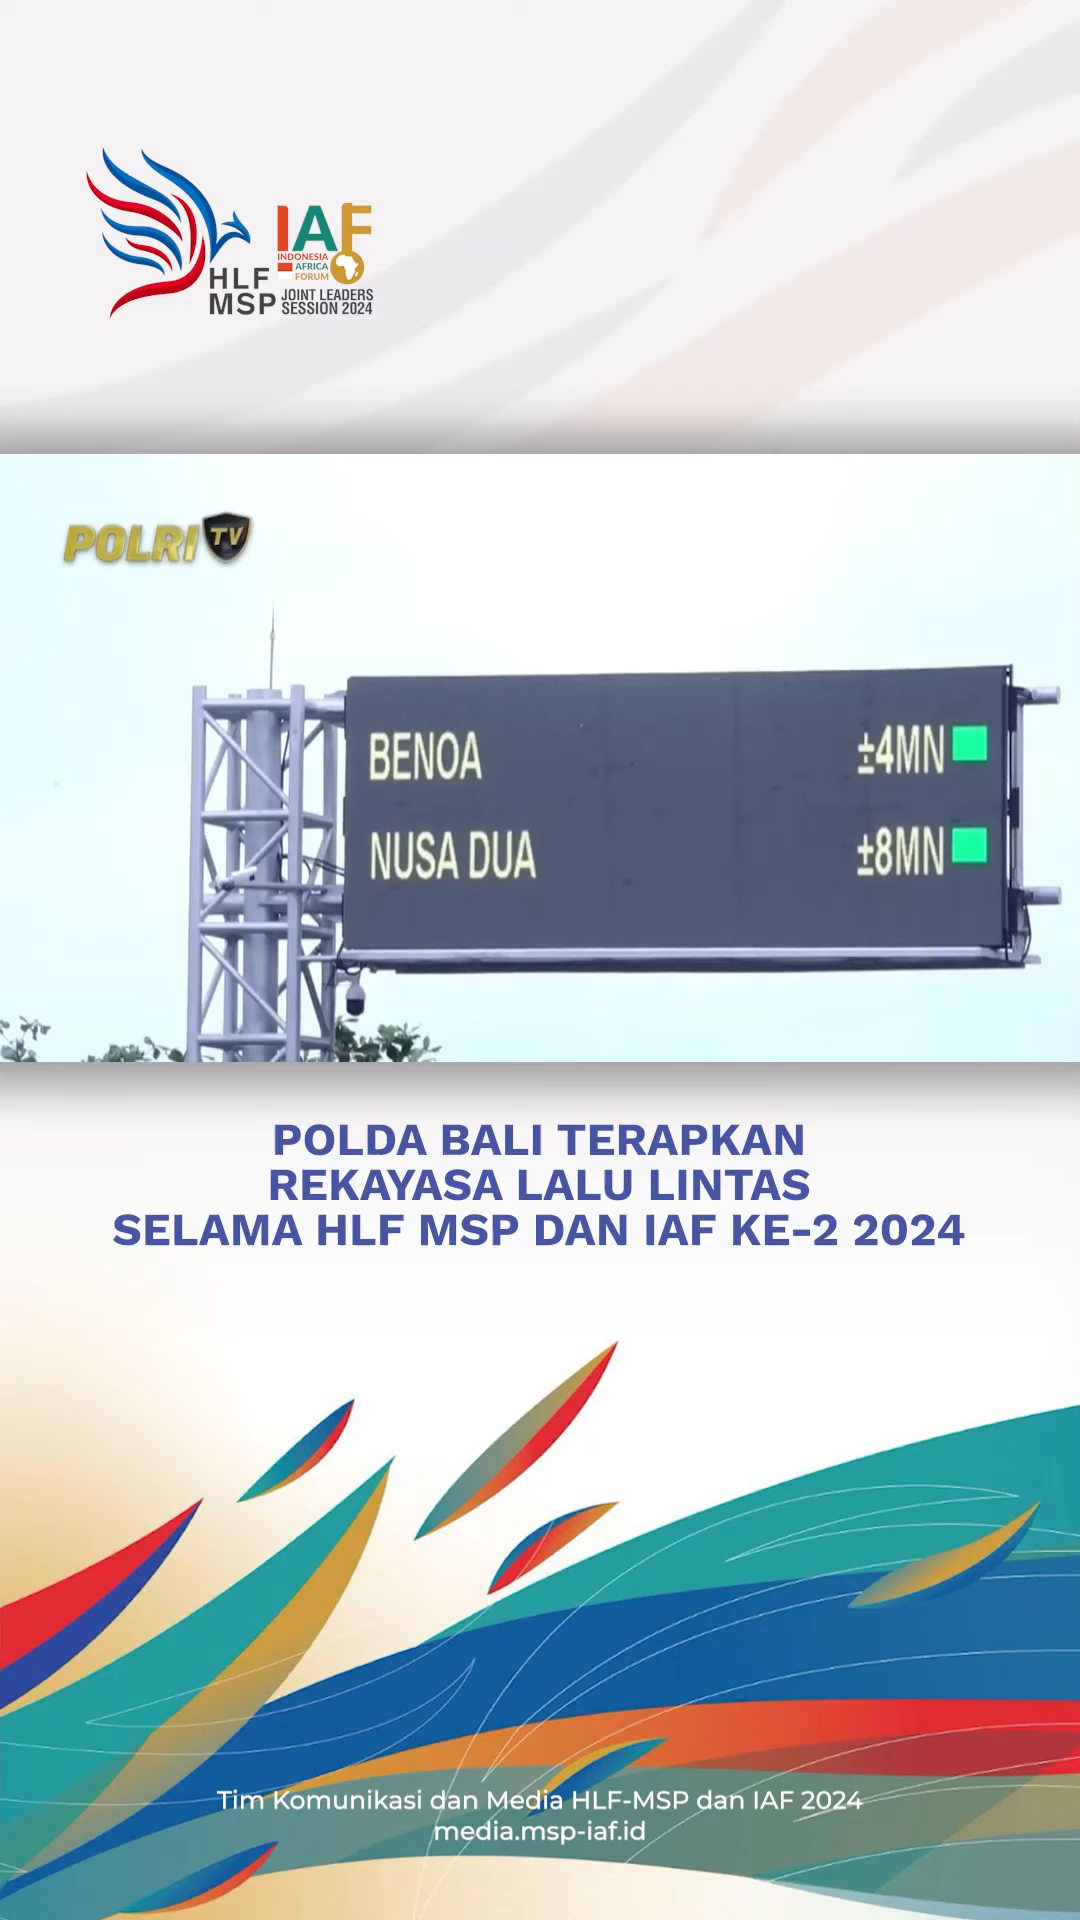 IAF
INDONESIA
AFRICA
FORUM
HLF
MSP
JOINT LEADERS
SESSION 2024
POLRI TV
BENOA ±4MN
NUSA DUA ±8MN
POLDA BALI TERAPKAN
REKAYASA LALU LINTAS
SELAMA HLF MSP DAN IAF KE-2 2024
Tim Komunikasi dan Media HLF-MSP dan IAF 2024
media.msp-iaf.id